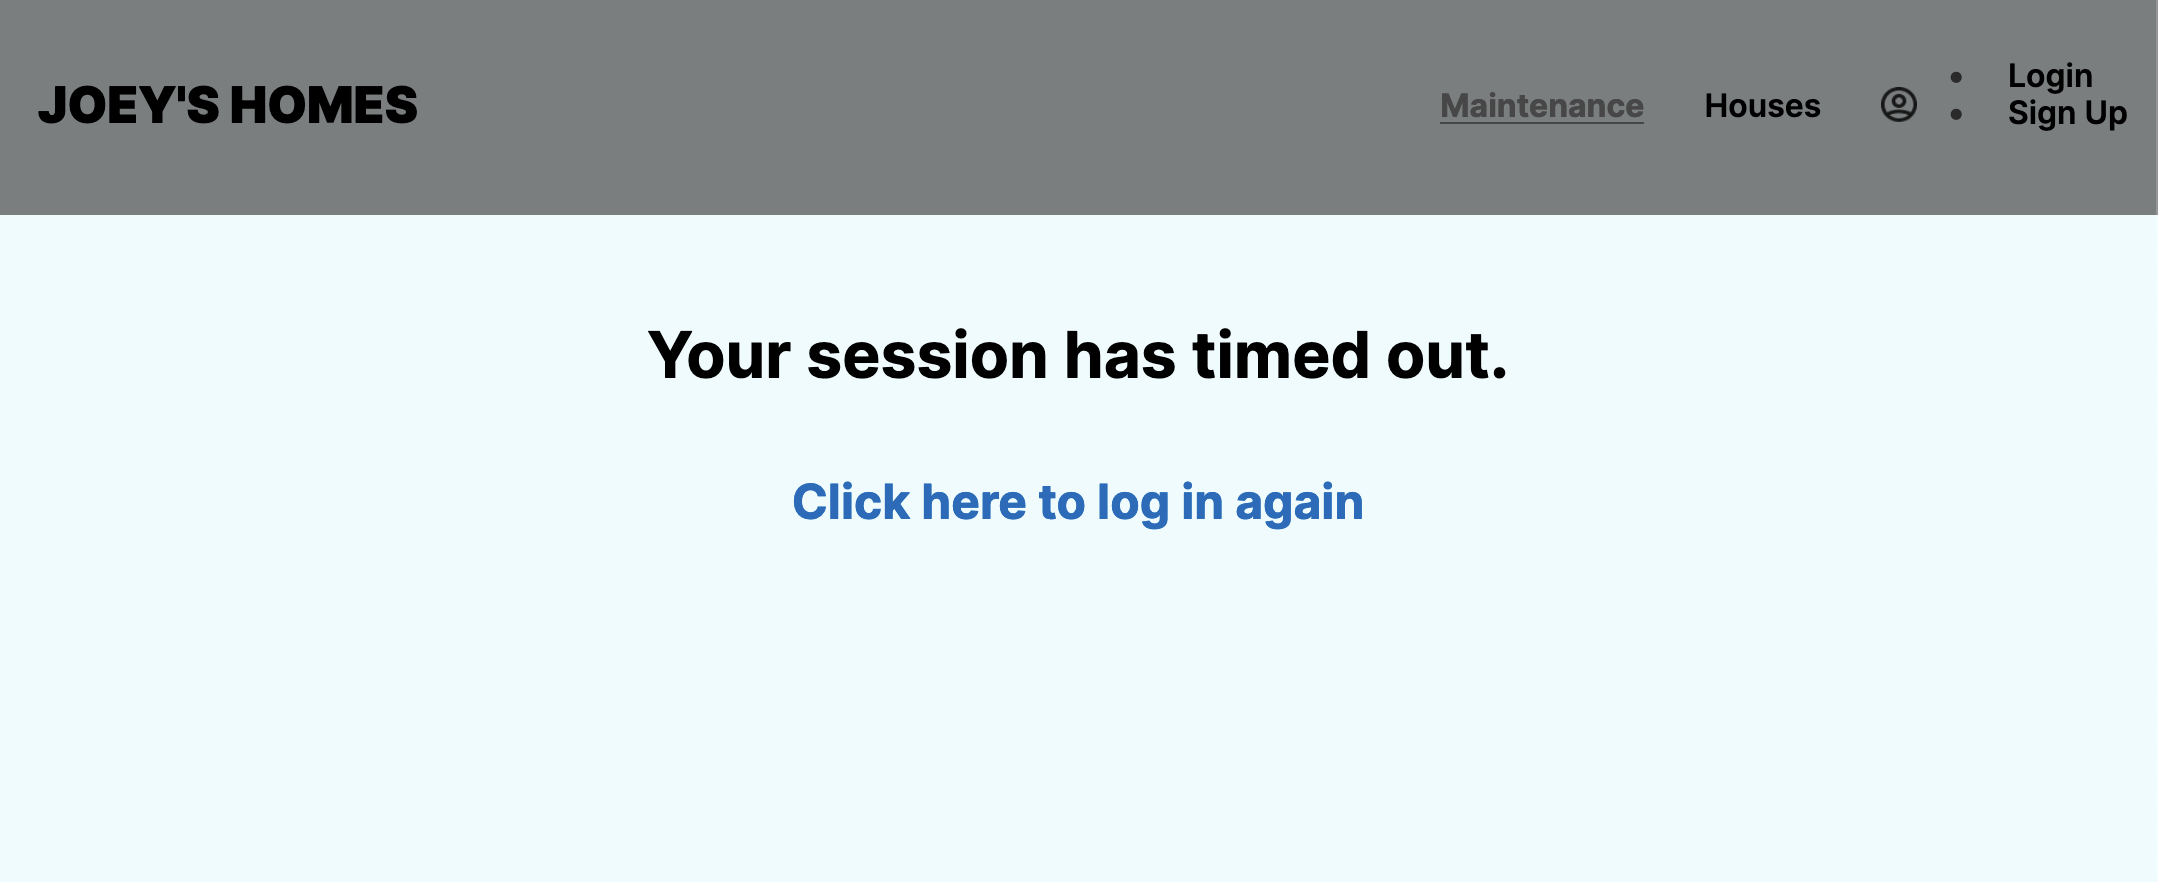 JOEY'S HOMES
Maintenance
Houses
Login
Sign Up
Your session has timed out.
Click here to log in again